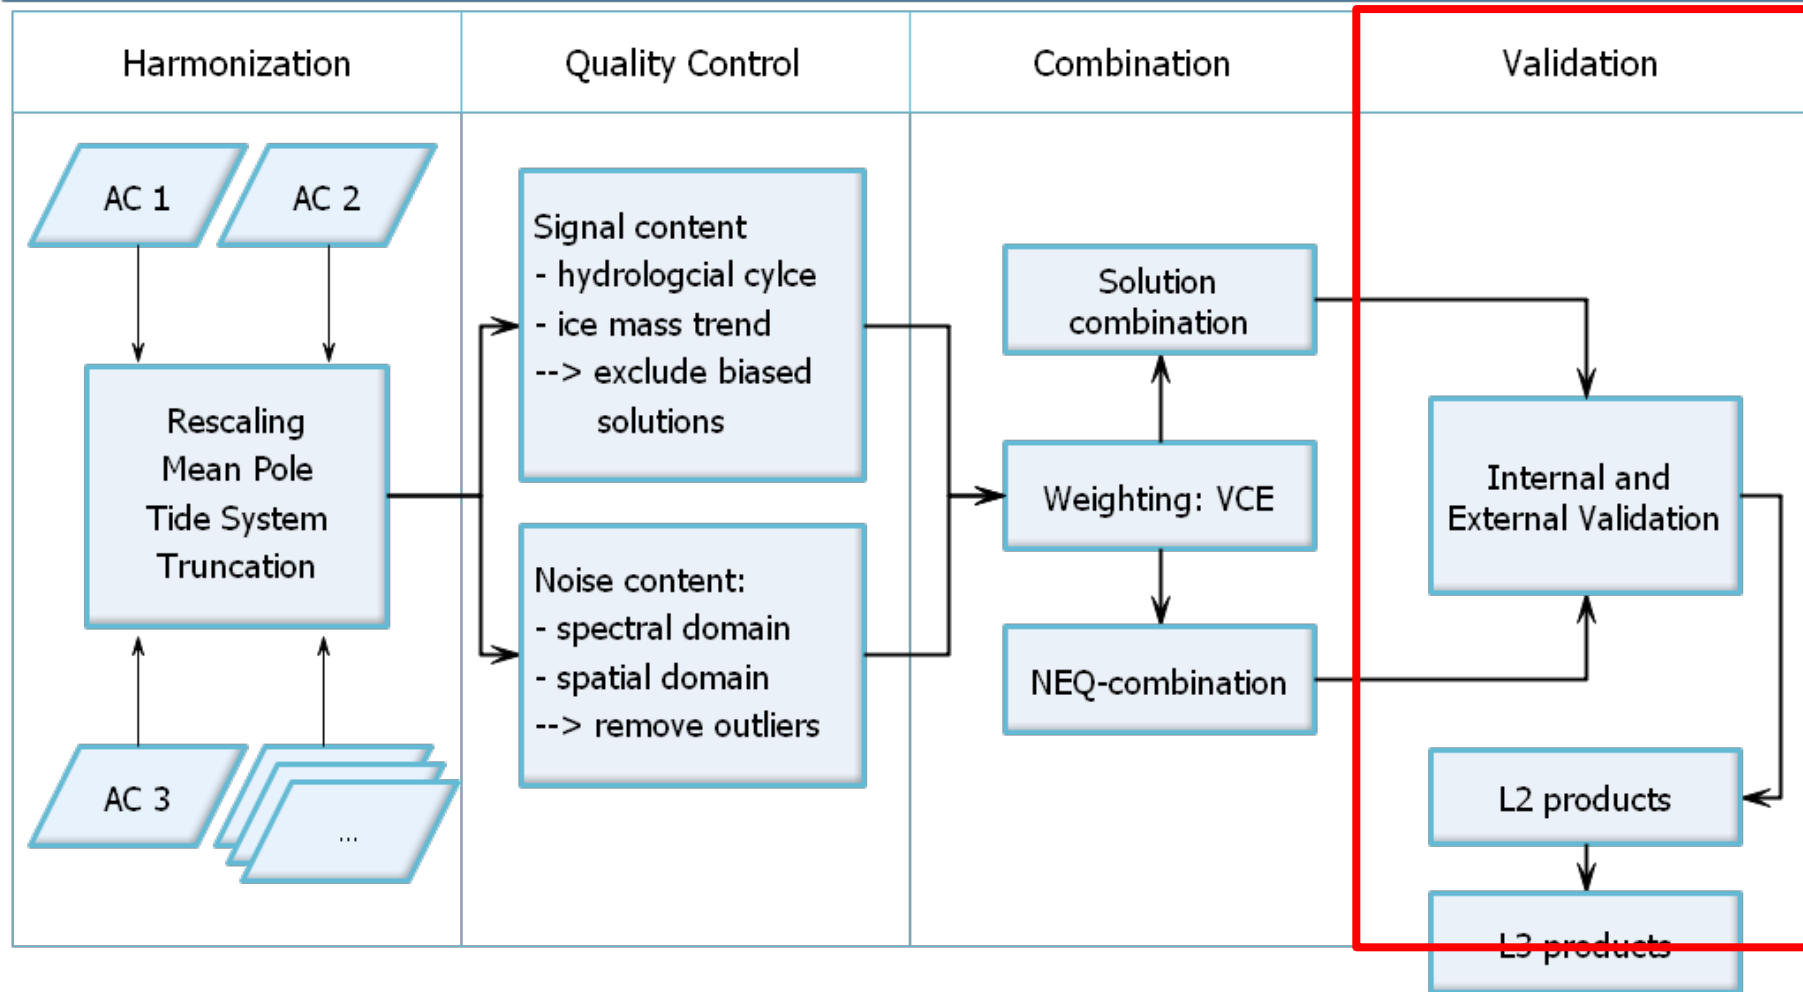 Harmonization
Quality Control
Combination
Validation
AC 1
AC 2
Rescaling
Mean Pole
Tide System
Truncation
AC 3
...
Signal content
- hydrologcial cylce
- ice mass trend
--> exclude biased
solutions
Noise content:
- spectral domain
- spatial domain
--> remove outliers
Solution
combination
Weighting: VCE
NEQ-combination
Internal and
External Validation
L2 products
L3 products